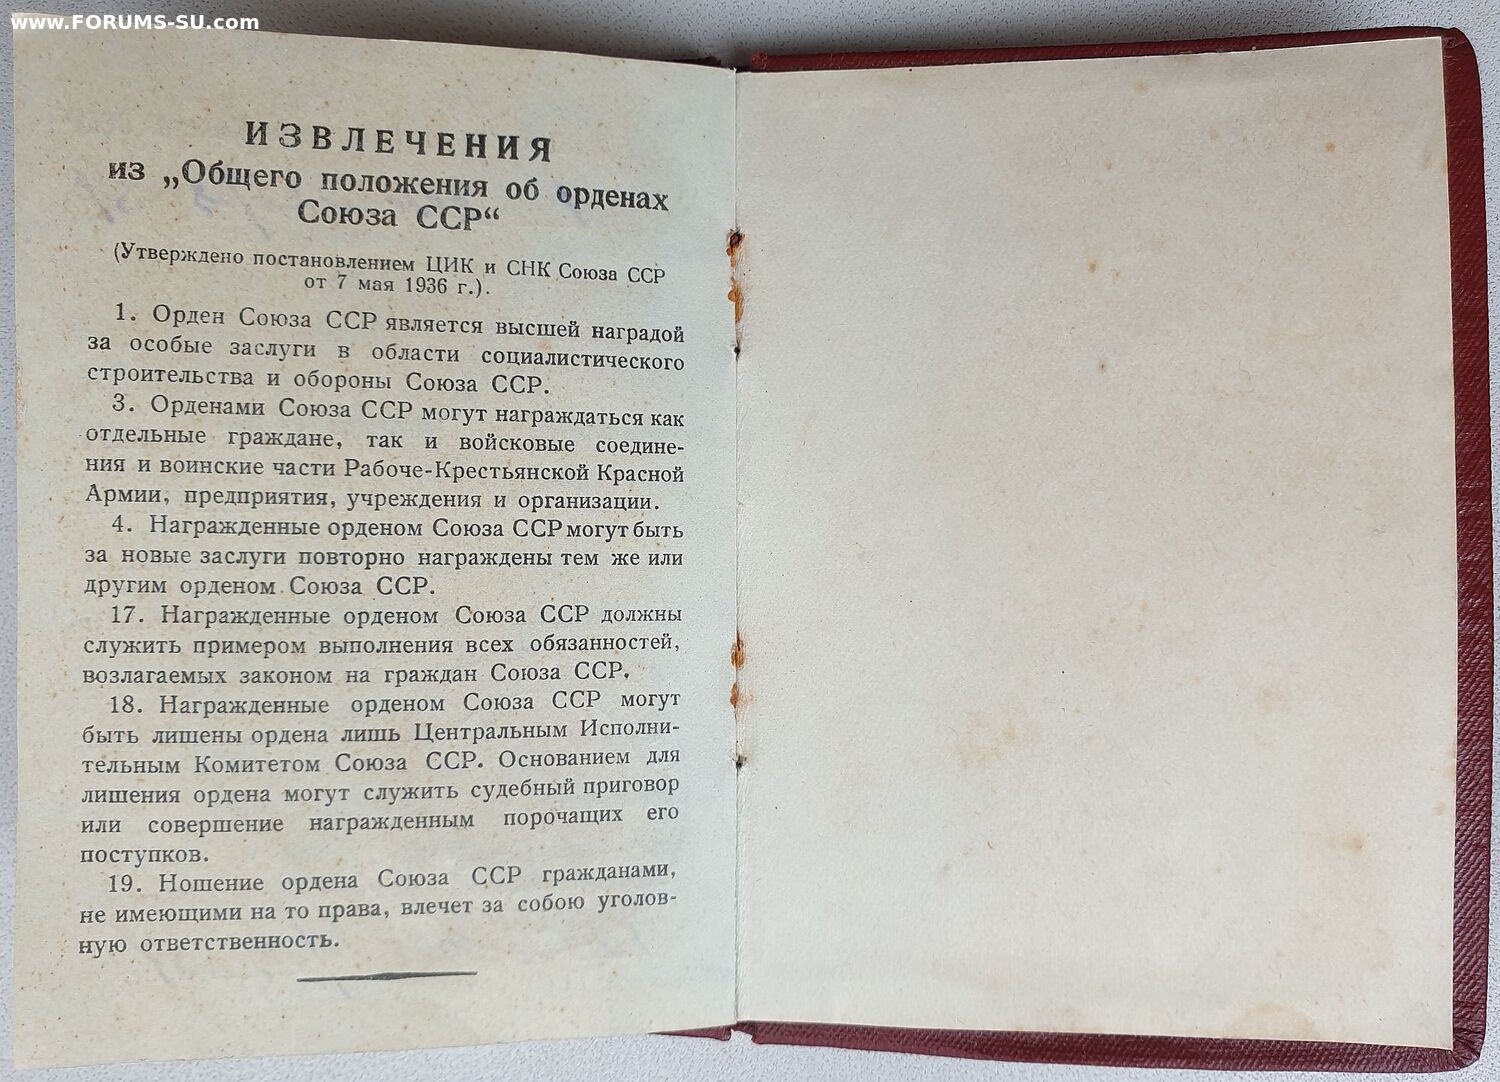 www.FORUMS-SU.com
ИЗВЛЕЧЕНИЯ
из „Общего положения об орденах
Союза ССР“
(Утверждено постановлением ЦИК и СНК Союза ССР
от 7 мая 1936 г.).
1. Орден Союза ССР является высшей наградой
за особые заслуги в области социалистического
строительства и обороны Союза ССР.
3. Орденами Союза ССР могут награждаться как
отдельные граждане, так и войсковые соедине-
ния и воинские части Рабоче-Крестьянской Красной
Армии, предприятия, учреждения и организации.
4. Награжденные орденом Союза ССР могут быть
за новые заслуги повторно награждены тем же или
другим орденом Союза ССР.
17. Награжденные орденом Союза ССР должны
служить примером выполнения всех обязанностей,
возлагаемых законом на граждан Союза ССР.
18. Награжденные орденом Союза ССР могут
быть лишены ордена лишь Центральным Исполни-
тельным Комитетом Союза ССР. Основанием для
лишения ордена могут служить судебный приговор
или совершение награжденным порочащих его
поступков.
19. Ношение ордена Союза ССР гражданами,
не имеющими на то права, влечет за собою уголов-
ную ответственность.